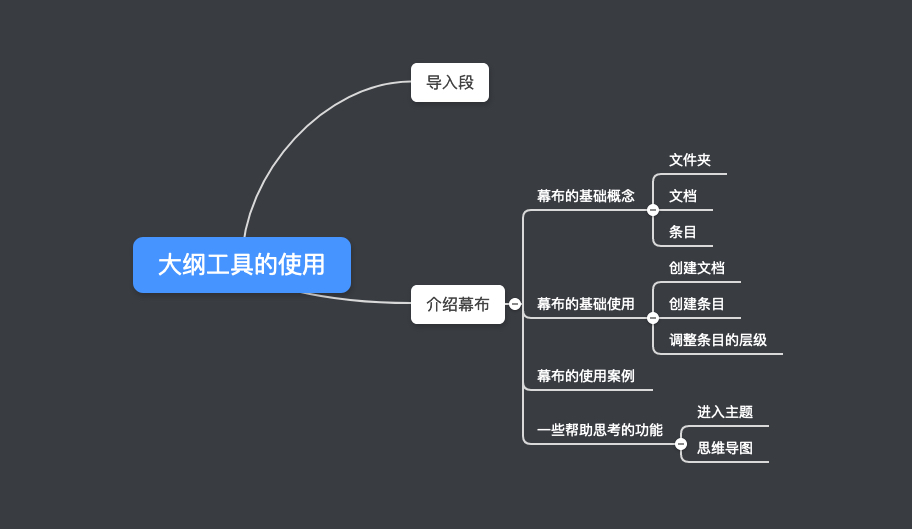 大纲工具的使用
导入段
介绍幕布
幕布的基础概念
文件夹
文档
条目
幕布的基础使用
创建文档
创建条目
调整条目的层级
幕布的使用案例
一些帮助思考的功能
进入主题
思维导图